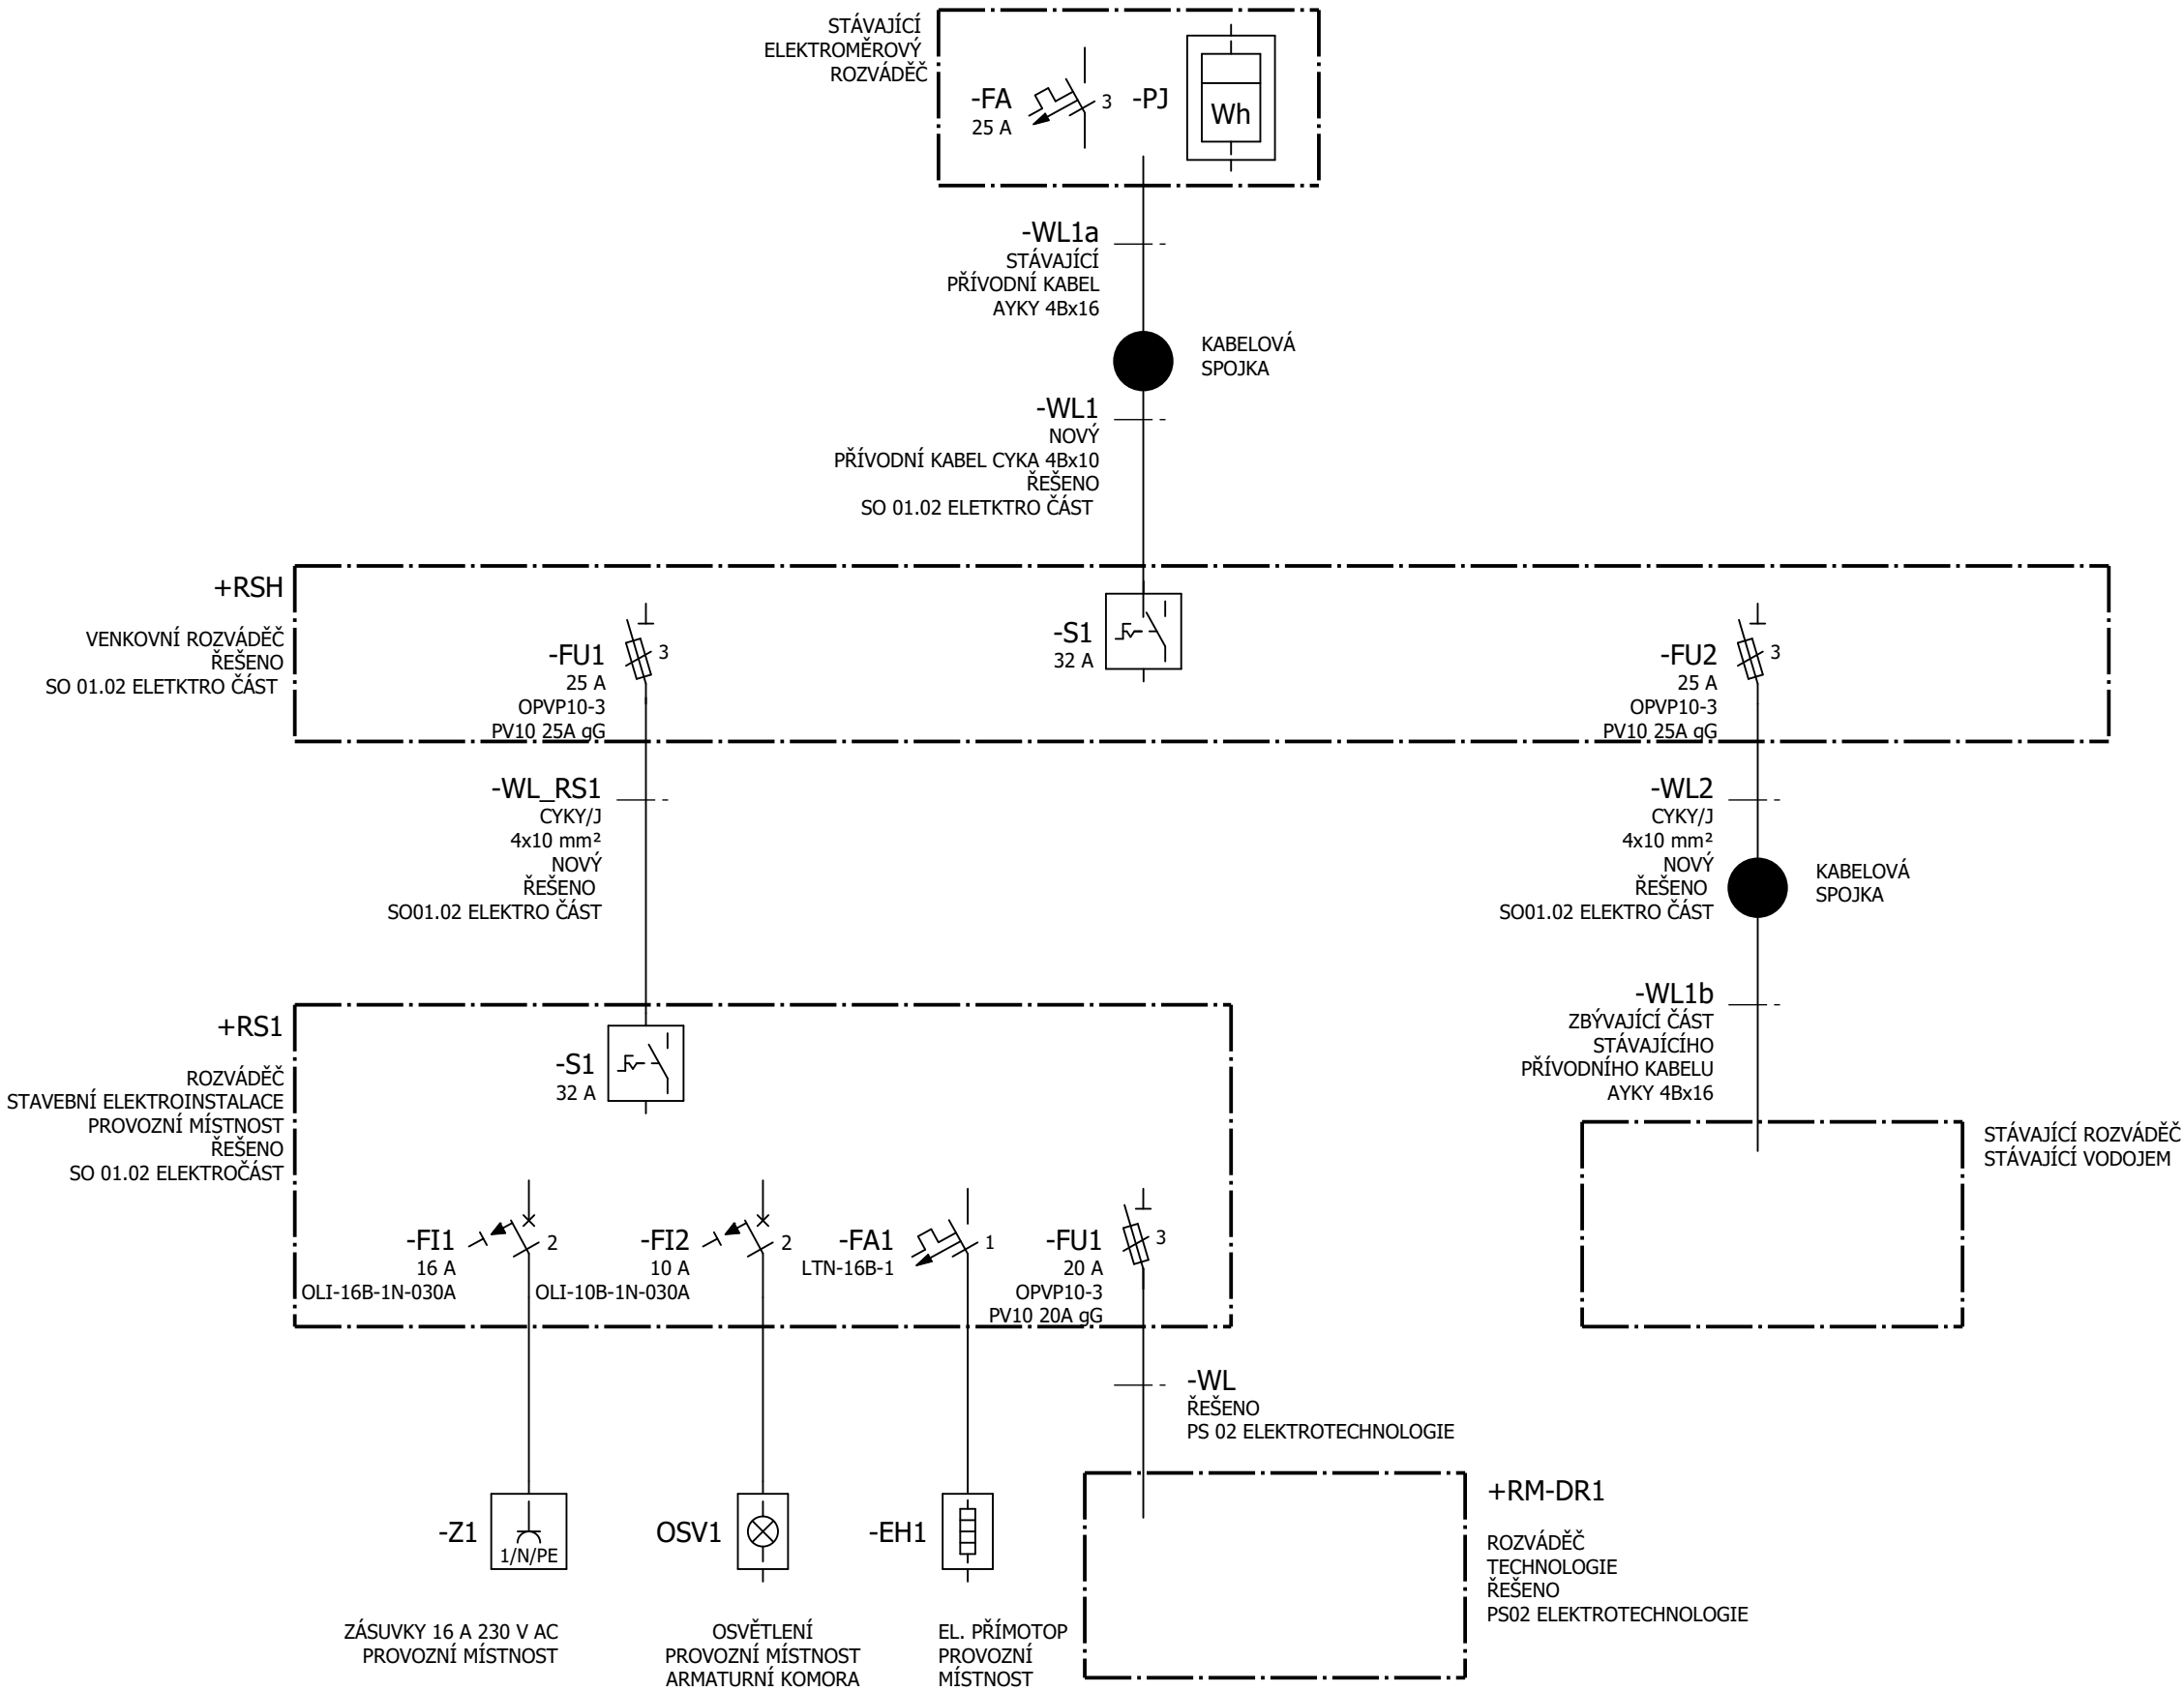 STÁVAJÍCÍ
ELEKTROMĚROVÝ
ROZVÁDĚČ
-FA
25 A
3
-PJ
Wh
-WL1a
STÁVAJÍCÍ
PŘÍVODNÍ KABEL
AYKY 4Bx16
KABELOVÁ
SPOJKA
-WL1
NOVÝ
PŘÍVODNÍ KABEL CYKA 4Bx10
ŘEŠENO
SO 01.02 ELETKTRO ČÁST
+RSH
VENKOVNÍ ROZVÁDĚČ
ŘEŠENO
SO 01.02 ELETKTRO ČÁST
-FU1
25 A
OPVP10-3
PV10 25A gG
3
-S1
32 A
-FU2
25 A
OPVP10-3
PV10 25A gG
3
-WL_RS1
CYKY/J
4x10 mm²
NOVÝ
ŘEŠENO
SO01.02 ELEKTRO ČÁST
-WL2
CYKY/J
4x10 mm²
NOVÝ
ŘEŠENO
SO01.02 ELEKTRO ČÁST
KABELOVÁ
SPOJKA
-WL1b
ZBÝVAJÍCÍ ČÁST
STÁVAJÍCÍHO
PŘÍVODNÍHO KABELU
AYKY 4Bx16
STÁVAJÍCÍ ROZVÁDĚČ
STÁVAJÍCÍ VODOJEM
+RS1
ROZVÁDĚČ
STAVEBNÍ ELEKTROINSTALACE
PROVOZNÍ MÍSTNOST
ŘEŠENO
SO 01.02 ELEKTROČÁST
-S1
32 A
-FI1
16 A
OLI-16B-1N-030A
2
-FI2
10 A
OLI-10B-1N-030A
2
-FA1
LTN-16B-1
1
-FU1
20 A
OPVP10-3
PV10 20A gG
3
-WL
ŘEŠENO
PS 02 ELEKTROTECHNOLOGIE
-Z1
1/N/PE
OSV1
-EH1
+RM-DR1
ROZVÁDĚČ
TECHNOLOGIE
ŘEŠENO
PS02 ELEKTROTECHNOLOGIE
ZÁSUVKY 16 A 230 V AC
PROVOZNÍ MÍSTNOST
OSVĚTLENÍ
PROVOZNÍ MÍSTNOST
ARMATURNÍ KOMORA
EL. PŘÍMOTOP
PROVOZNÍ
MÍSTNOST